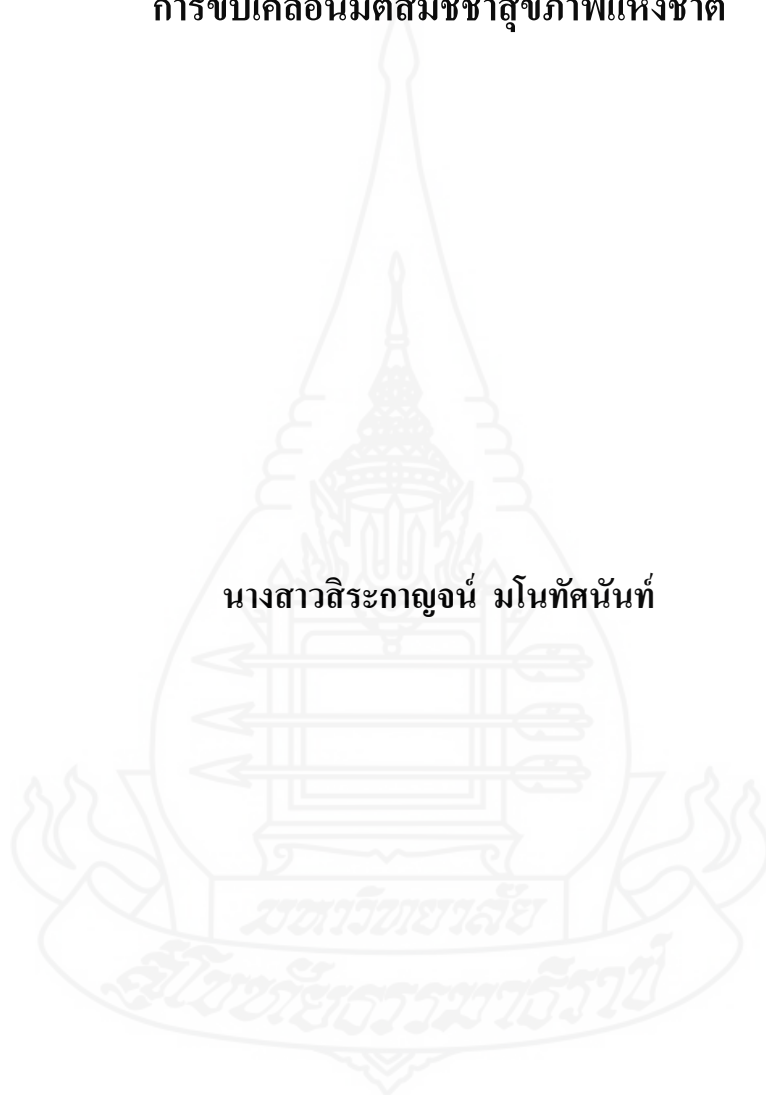 การขับเคลื่อนมติสมัชชาสุขภาพแห่งชาติ
นางสาวสิระกาญจน์ มโนทัศนันท์
มหาวิทยาลัย
สุโขทัยธรรมาธิราช